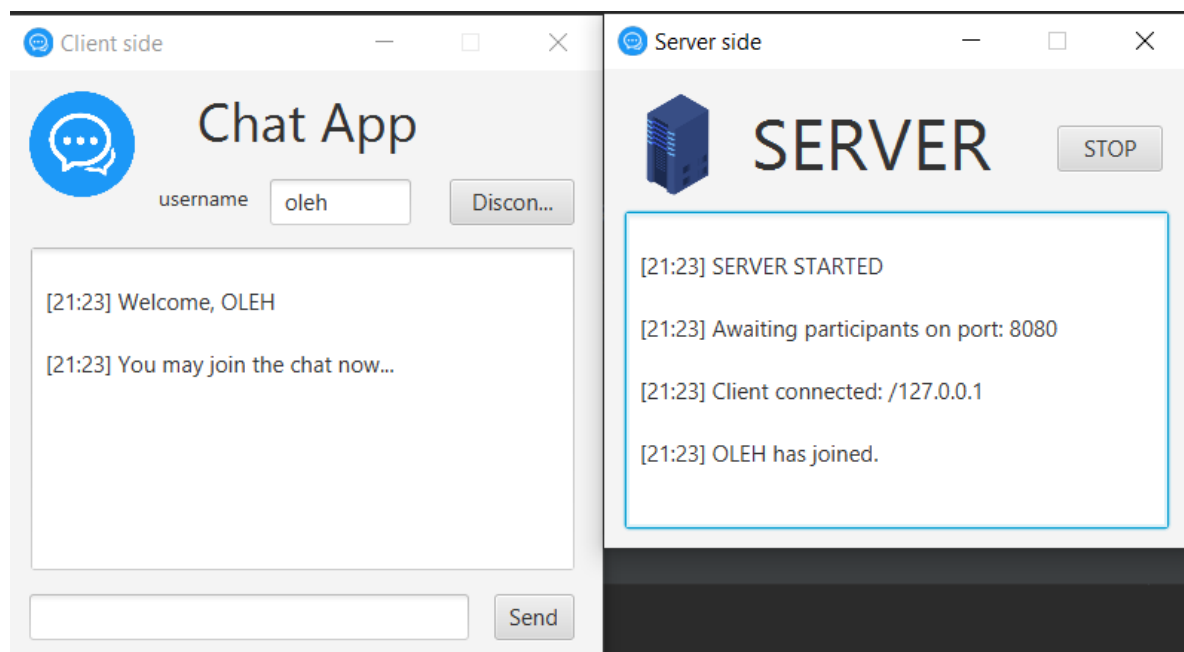 Client side
Chat App
username
oleh
Discon...
[21:23] Welcome, OLEH
[21:23] You may join the chat now...
Send
Server side
SERVER
STOP
[21:23] SERVER STARTED
[21:23] Awaiting participants on port: 8080
[21:23] Client connected: /127.0.0.1
[21:23] OLEH has joined.